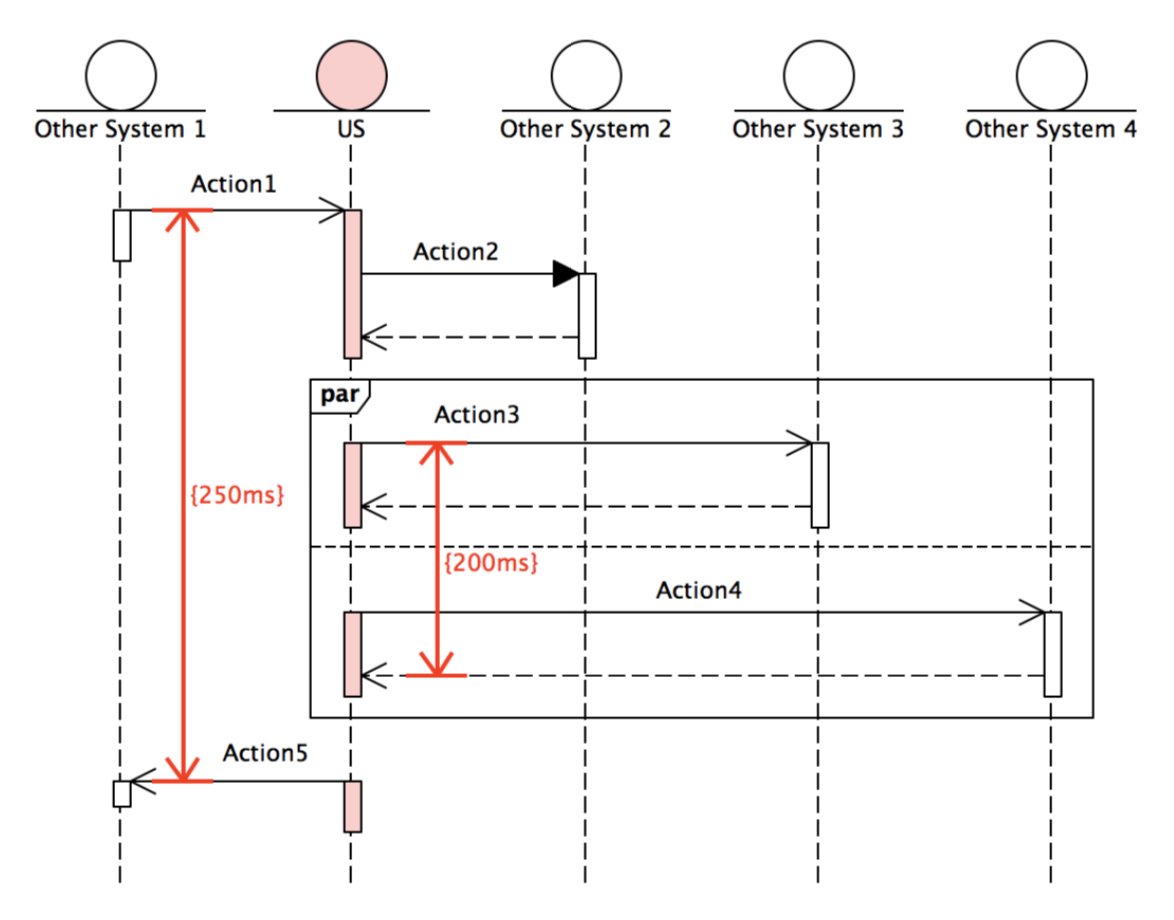 Other System 1
US
Other System 2
Other System 3
Other System 4
Action1
Action2
par
Action3
{250ms}
{200ms}
Action4
Action5